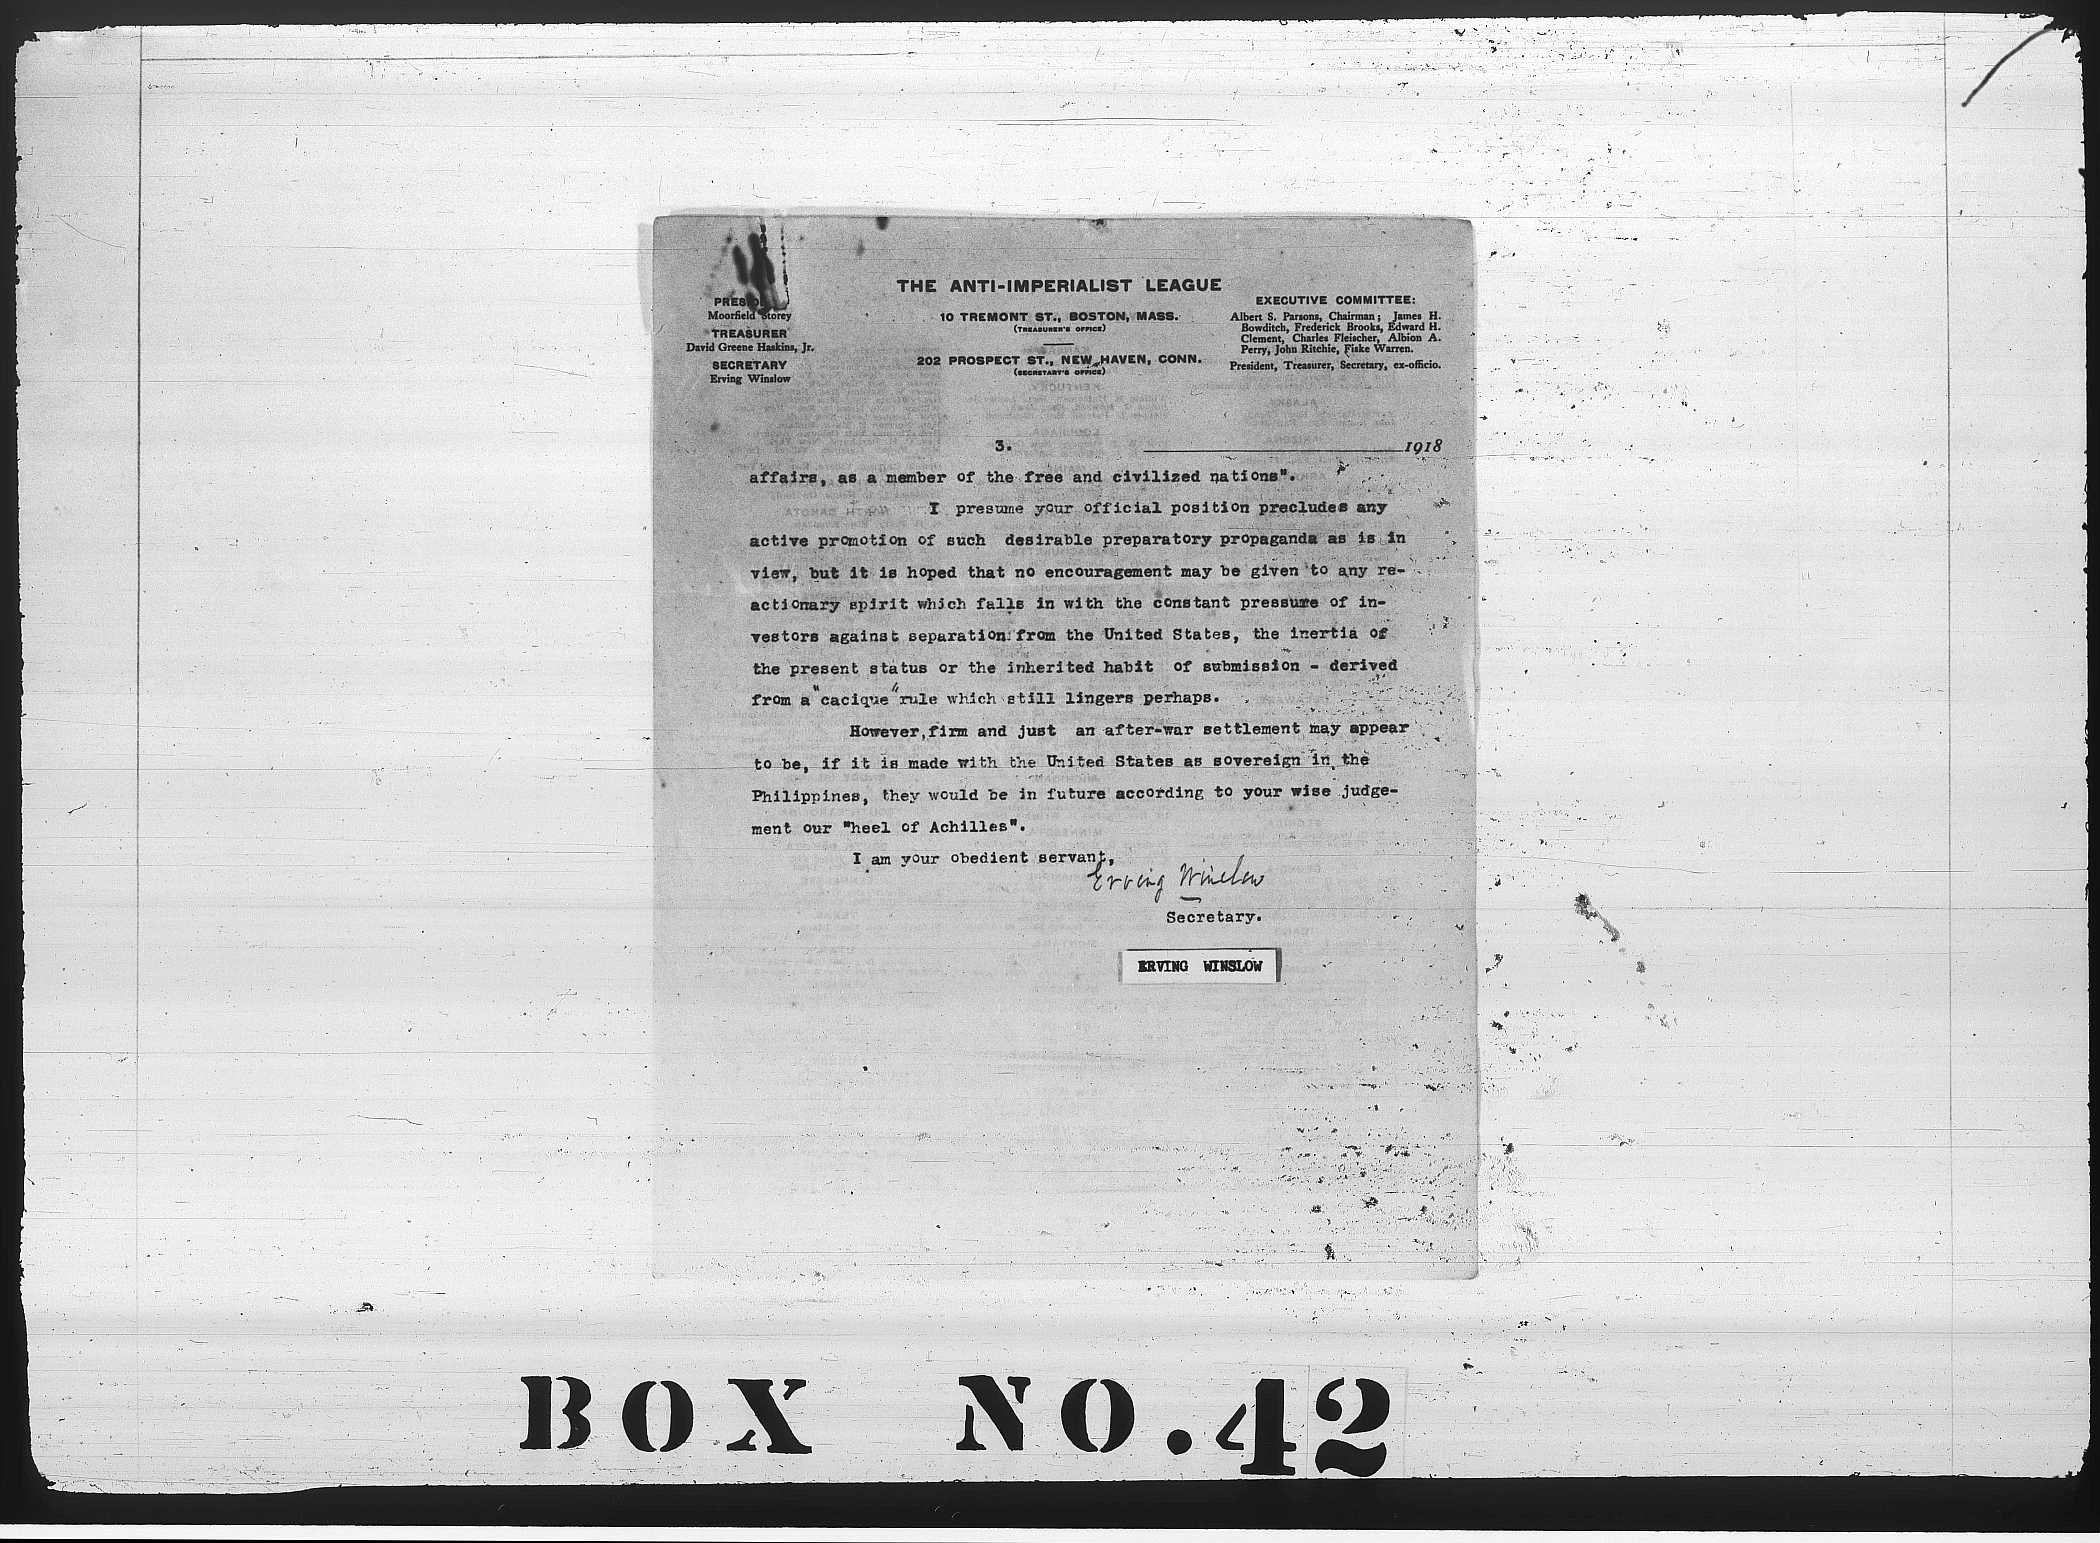 THE ANTI-IMPERIALIST LEAGUE
10 TREMONT ST., BOSTON, MASS.
(TREASURER'S OFFICE)
202 PROSPECT ST., NEW HAVEN, CONN.
(SECRETARY'S OFFICE)
Moorfield Storey
TREASURER
David Greene Haskins, Jr.
SECRETARY
Erving Winslow
EXECUTIVE COMMITTEE:
Albert S. Parsons, Chairman; James H.
Bowditch, Frederick Brooks, Edward H.
Clement, Charles Fleischer, Albion A.
Perry, John Ritchie, Fiske Warren.
President, Treasurer, Secretary, ex-officio.
3.
1918
affairs, as a member of the free and civilized nations".
I presume your official position precludes any
active promotion of such desirable preparatory propaganda as is in
view, but it is hoped that no encouragement may be given to any re-
actionary spirit which falls in with the constant pressure of in-
vestors against separation from the United States, the inertia of
the present status or the inherited habit of submission - derived
from a "cacique" rule which still lingers perhaps.
However, firm and just an after-war settlement may appear
to be, if it is made with the United States as sovereign in the
Philippines, they would be in future according to your wise judge-
ment our "heel of Achilles".
I am your obedient servant,
Erving Winslow
Secretary.
ERVING WINSLOW
BOX NO. 42